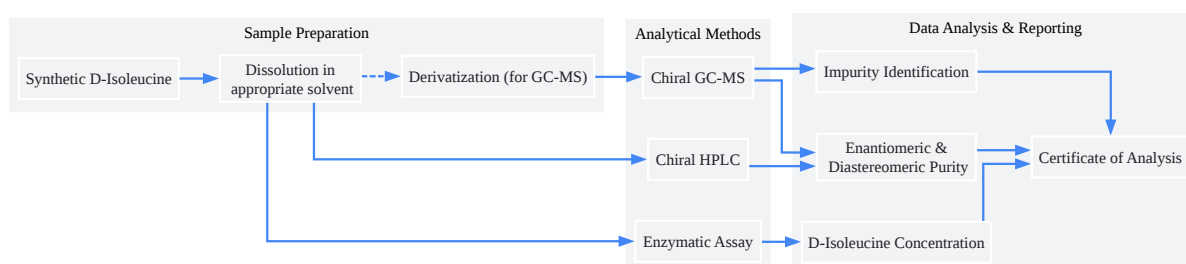 Sample Preparation
Synthetic D-Isoleucine
Dissolution in
appropriate solvent
Derivatization (for GC-MS)
Analytical Methods
Chiral GC-MS
Chiral HPLC
Enzymatic Assay
Data Analysis & Reporting
Impurity Identification
Enantiomeric &
Diastereomeric Purity
D-Isoleucine Concentration
Certificate of Analysis